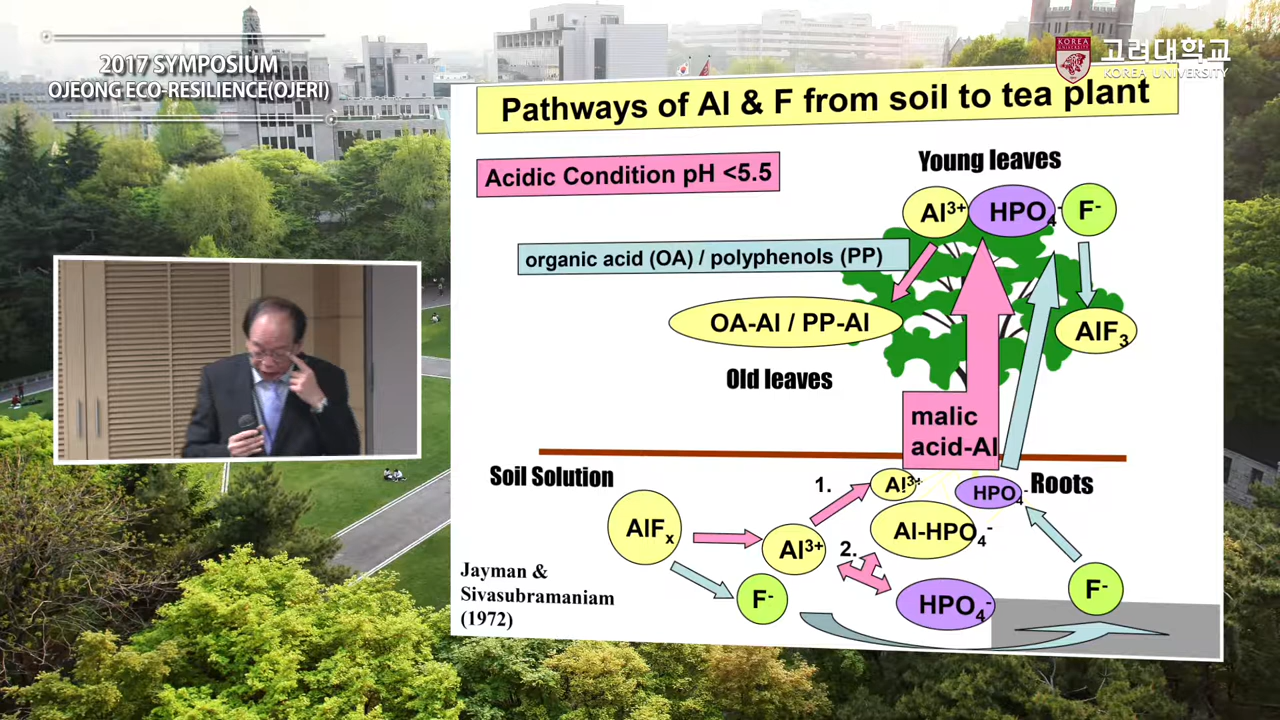 2017 SYMPOSIUM
OJEONG ECO-RESILIENCE(OJERI)
KOREA
UNIVERSITY
고려대학교
KOREA UNIVERSITY
Pathways of Al & F from soil to tea plant
Acidic Condition pH <5.5
Young leaves
Al³⁺
HPO₄⁻
F⁻
organic acid (OA) / polyphenols (PP)
OA-Al / PP-Al
AlF₃
Old leaves
malic
acid-Al
Soil Solution
1.
Al³⁺
HPO₄⁻
Roots
AlFₓ
Al³⁺
2.
Al-HPO₄⁻
Jayman &
Sivasubramaniam
(1972)
F⁻
HPO₄⁻
F⁻